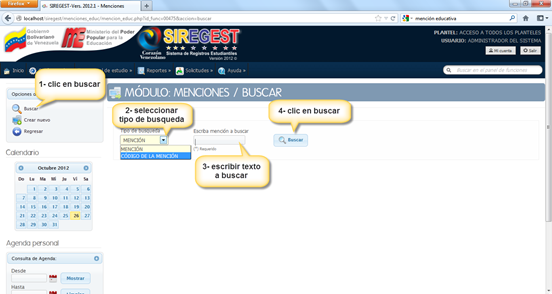 Firefox
SIREGEST-Vers. 2012.1 - Menciones
localhost/siregest/menciones_educ/mención_educ.php?id_func=00675&accion=buscar
mención educativa
Gobierno Bolivariano
de Venezuela
Ministerio del Poder
Popular para la
Educación
Corazón
Venezolano
SIREGEST
Sistema de Registros Estudiantiles
Versión 2012 ©
PLANTEL: ACCESO A TODOS LOS PLANTELES
USUARIO: ADMINISTRADOR DEL SISTEMA
Mi cuenta
Salir
Inicio
de estudio
Reportes
Solicitudes
Ayuda
Buscar en el panel de funciones
1- clic en buscar
Opciones
Buscar
Crear nuevo
Regresar
MÓDULO: MENCIONES / BUSCAR
2- seleccionar
tipo de busqueda
4- clic en buscar
Tipo de búsqueda
Escriba mención a buscar
MENCIÓN
Buscar
MENCIÓN
CÓDIGO DE LA MENCIÓN
Requerido
3- escribir texto
a buscar
Calendario
Octubre 2012
Do Lu Ma Mi Ju Vi Sa
1 2 3 4 5 6
7 8 9 10 11 12 13
14 15 16 17 18 19 20
21 22 23 24 25 26 27
28 29 30 31
Agenda personal
Consulta de Agenda:
Desde
Mostrar
Hasta